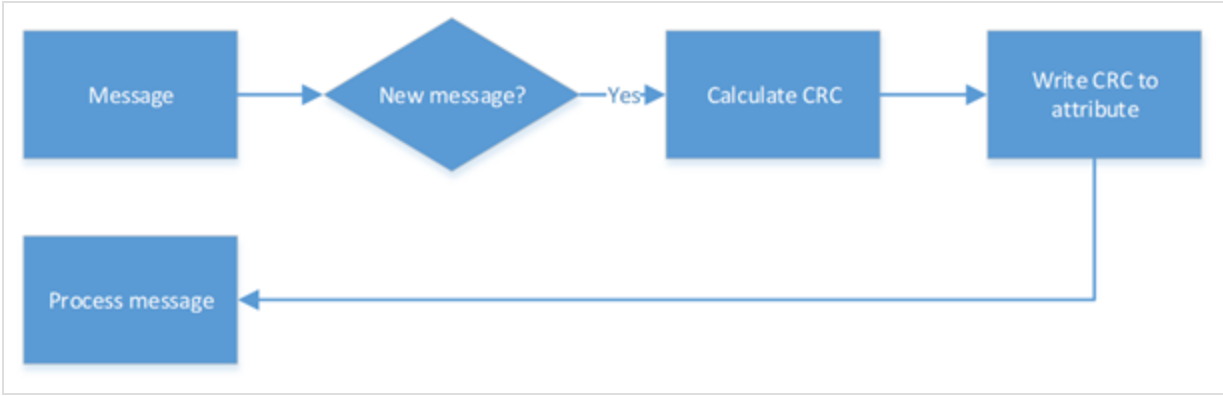 Message
New message?
Yes
Calculate CRC
Write CRC to
attribute
Process message